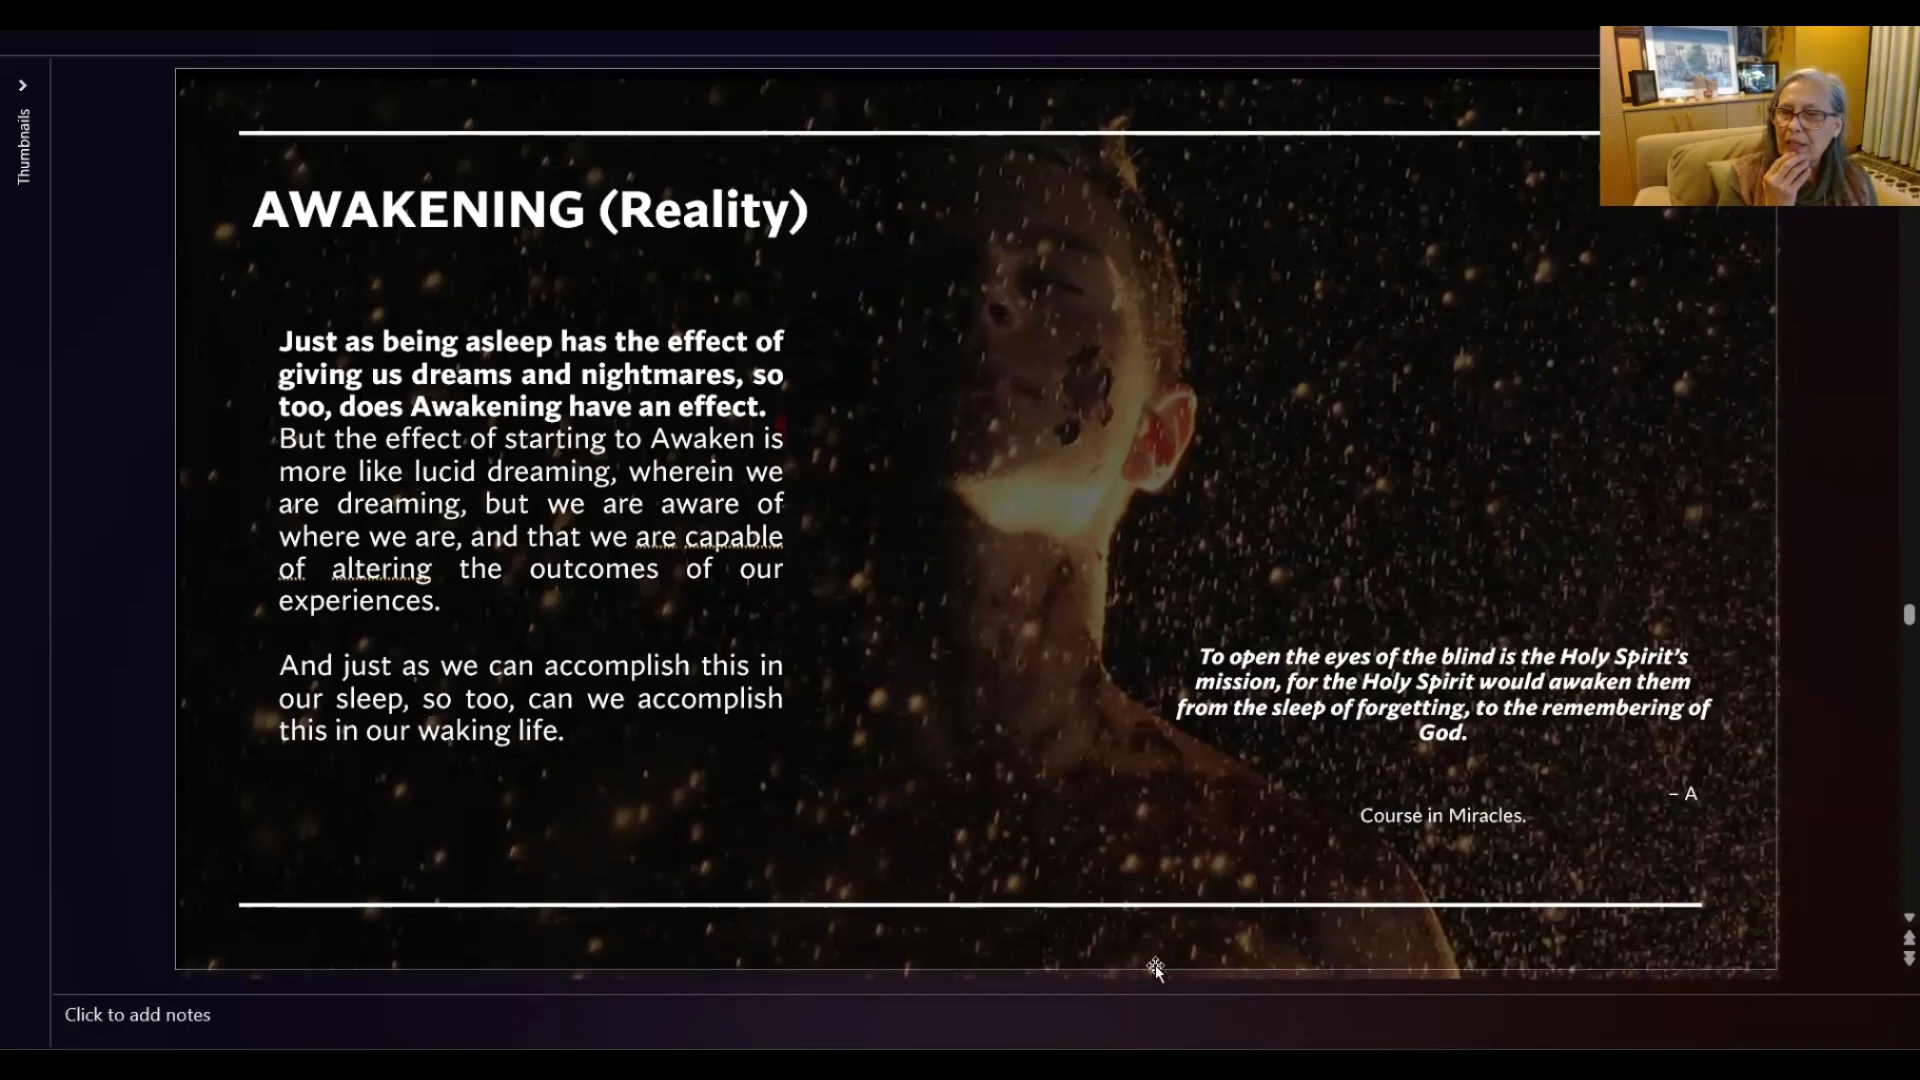 Thumbnails
AWAKENING (Reality)
Just as being asleep has the effect of
giving us dreams and nightmares, so
too, does Awakening have an effect.
But the effect of starting to Awaken is
more like lucid dreaming, wherein we
are dreaming, but we are aware of
where we are, and that we are capable
of altering the outcomes of our
experiences.
And just as we can accomplish this in
our sleep, so too, can we accomplish
this in our waking life.
To open the eyes of the blind is the Holy Spirit's
mission, for the Holy Spirit would awaken them
from the sleep of forgetting, to the remembering of
God.
– A
Course in Miracles.
Click to add notes